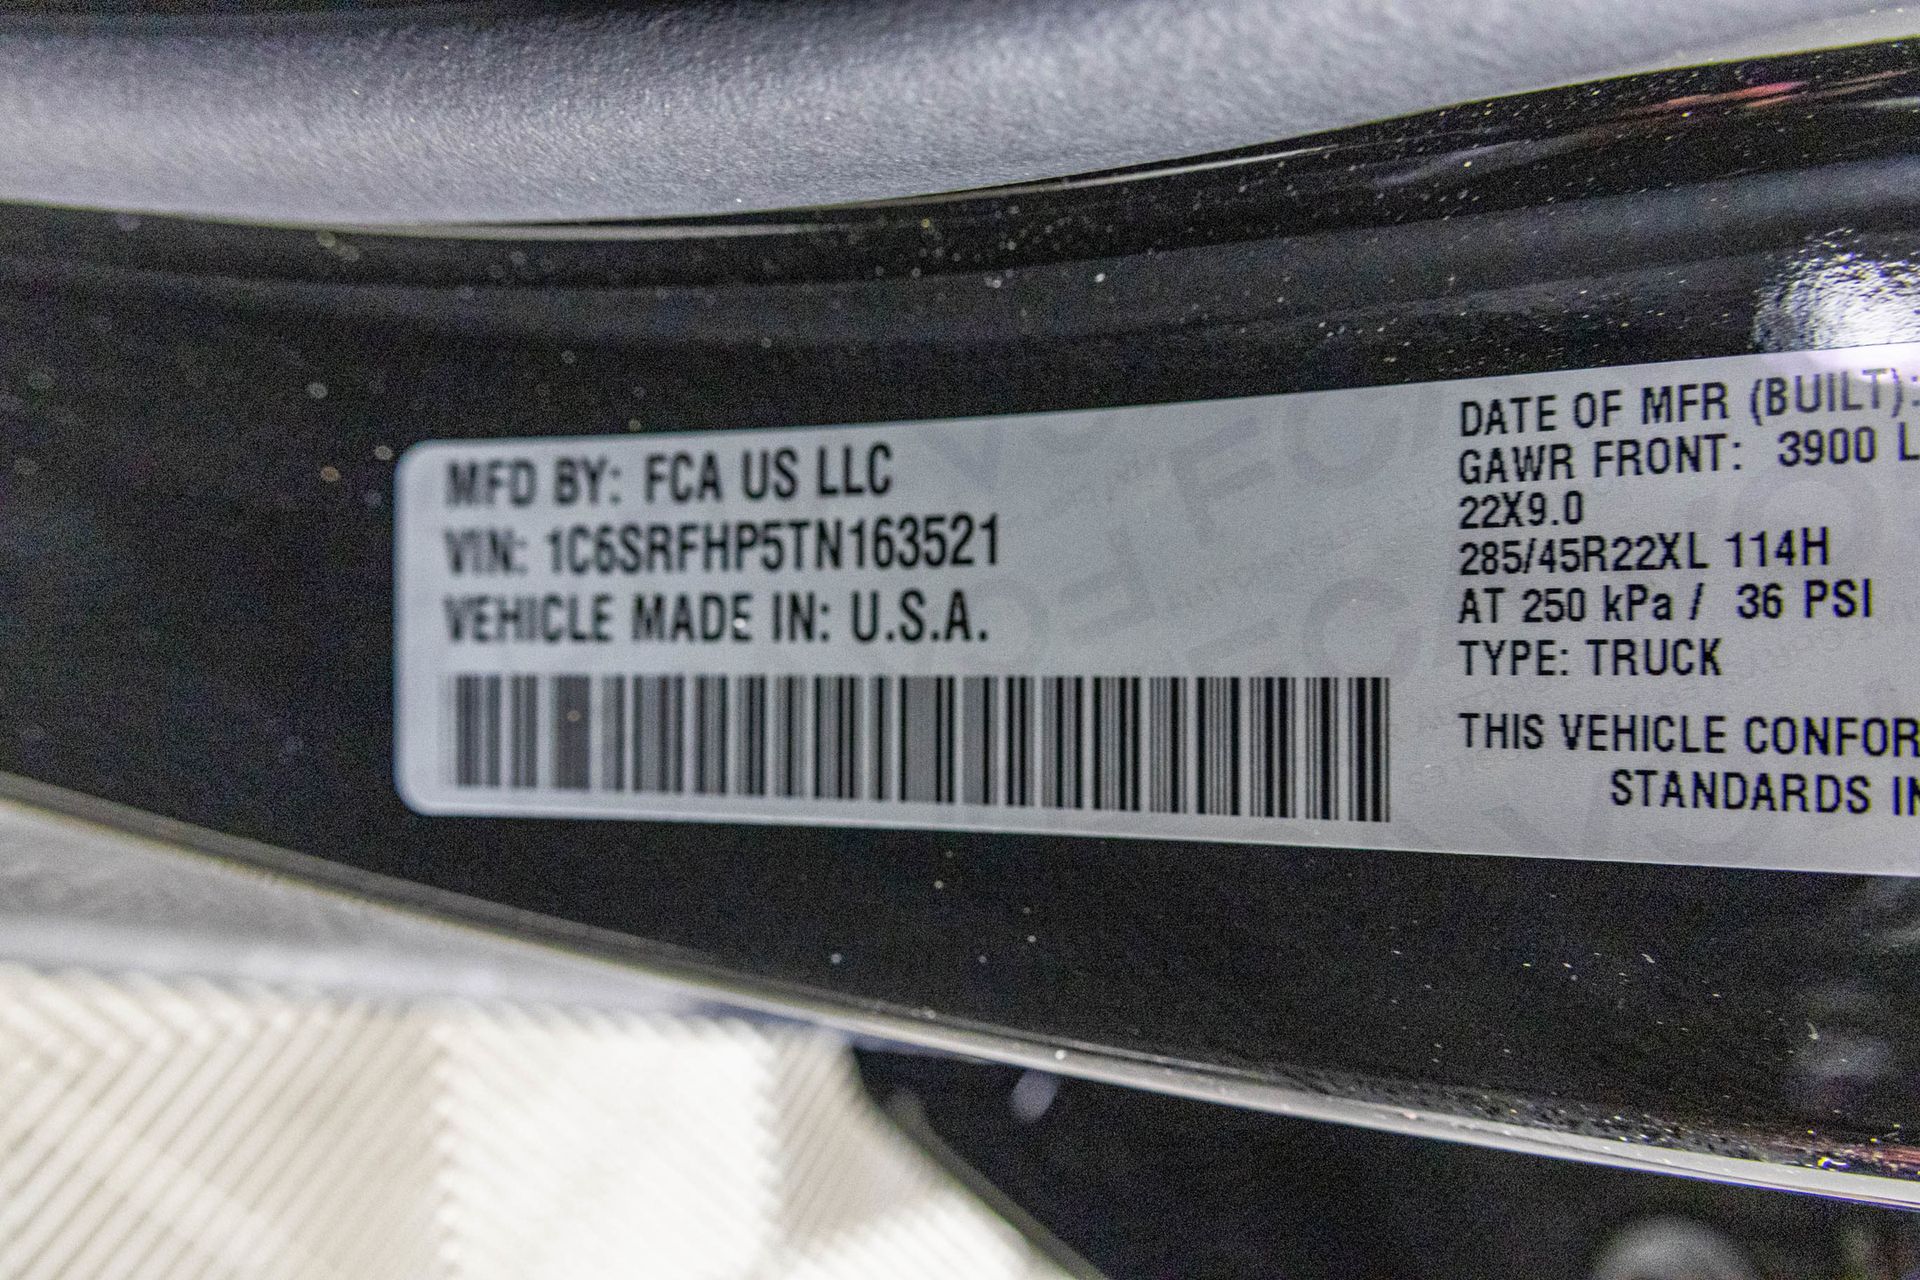 MFD BY: FCA US LLC
VIN: 1C6SRFHP5TN163521
VEHICLE MADE IN: U.S.A.
DATE OF MFR (BUILT):
GAWR FRONT: 3900 L
22X9.0
285/45R22XL 114H
AT 250 kPa / 36 PSI
TYPE: TRUCK
THIS VEHICLE CONFOR
STANDARDS IN